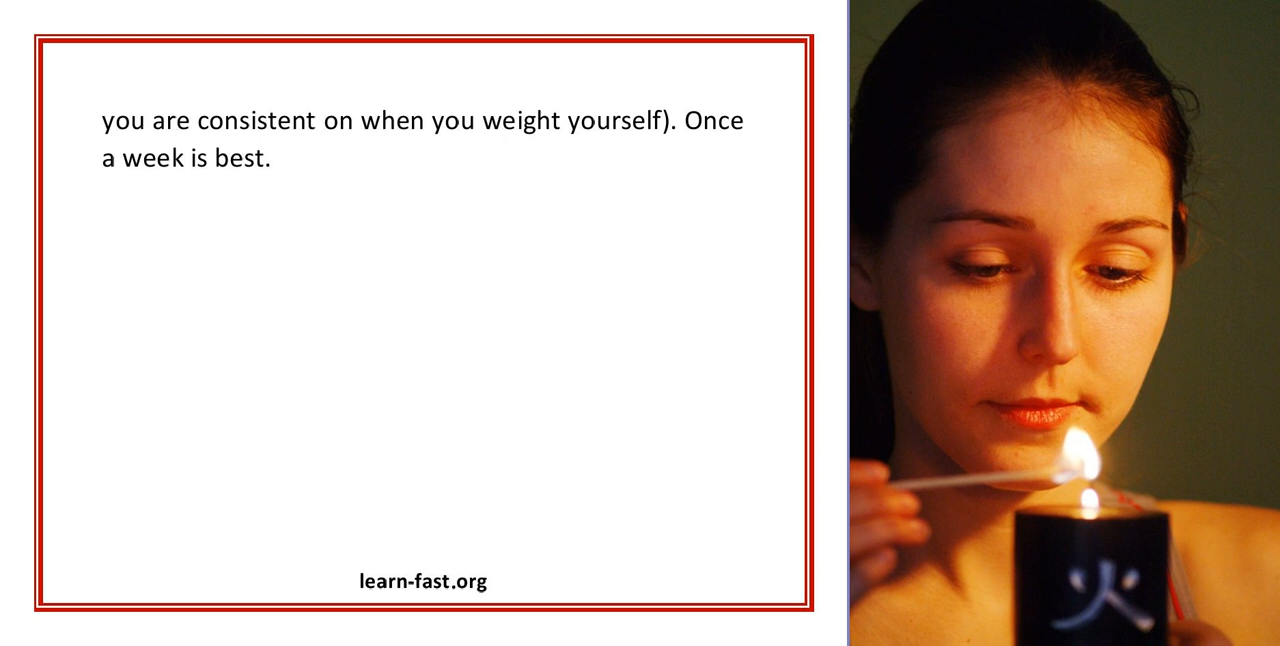 you are consistent on when you weight yourself). Once
a week is best.
learn-fast.org
火